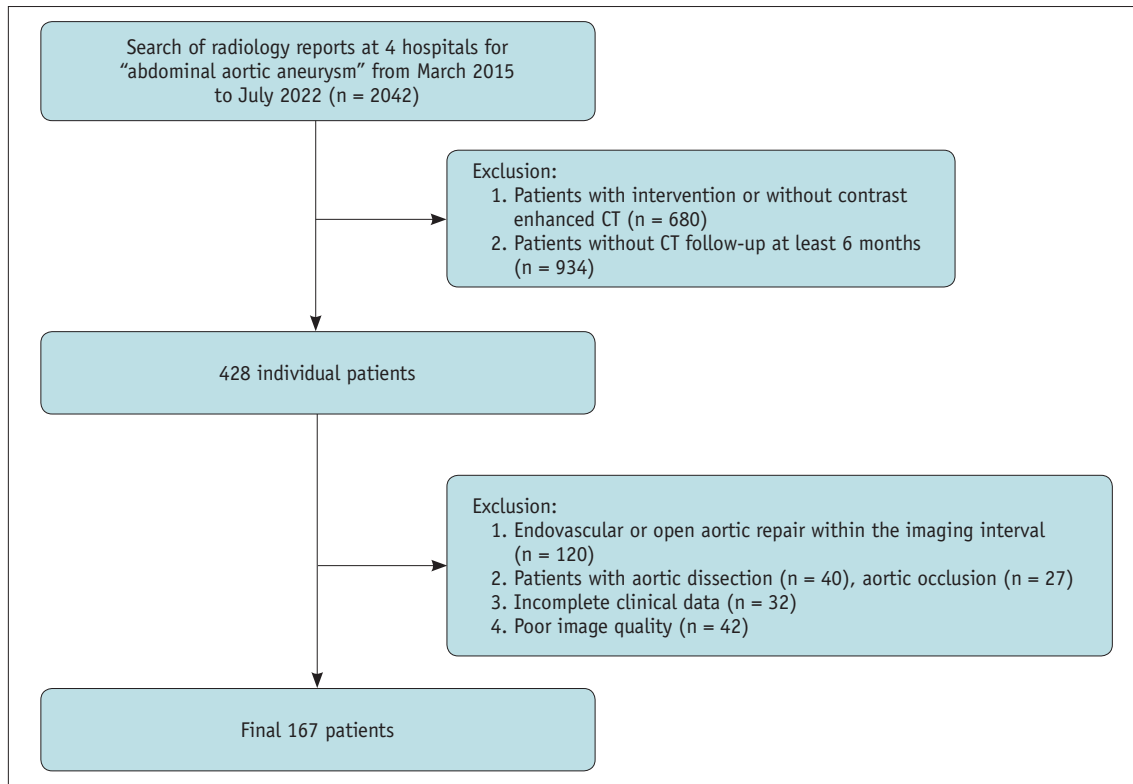 Search of radiology reports at 4 hospitals for
“abdominal aortic aneurysm” from March 2015
to July 2022 (n = 2042)
Exclusion:
1. Patients with intervention or without contrast
enhanced CT (n = 680)
2. Patients without CT follow-up at least 6 months
(n = 934)
428 individual patients
Exclusion:
1. Endovascular or open aortic repair within the imaging interval
(n = 120)
2. Patients with aortic dissection (n = 40), aortic occlusion (n = 27)
3. Incomplete clinical data (n = 32)
4. Poor image quality (n = 42)
Final 167 patients